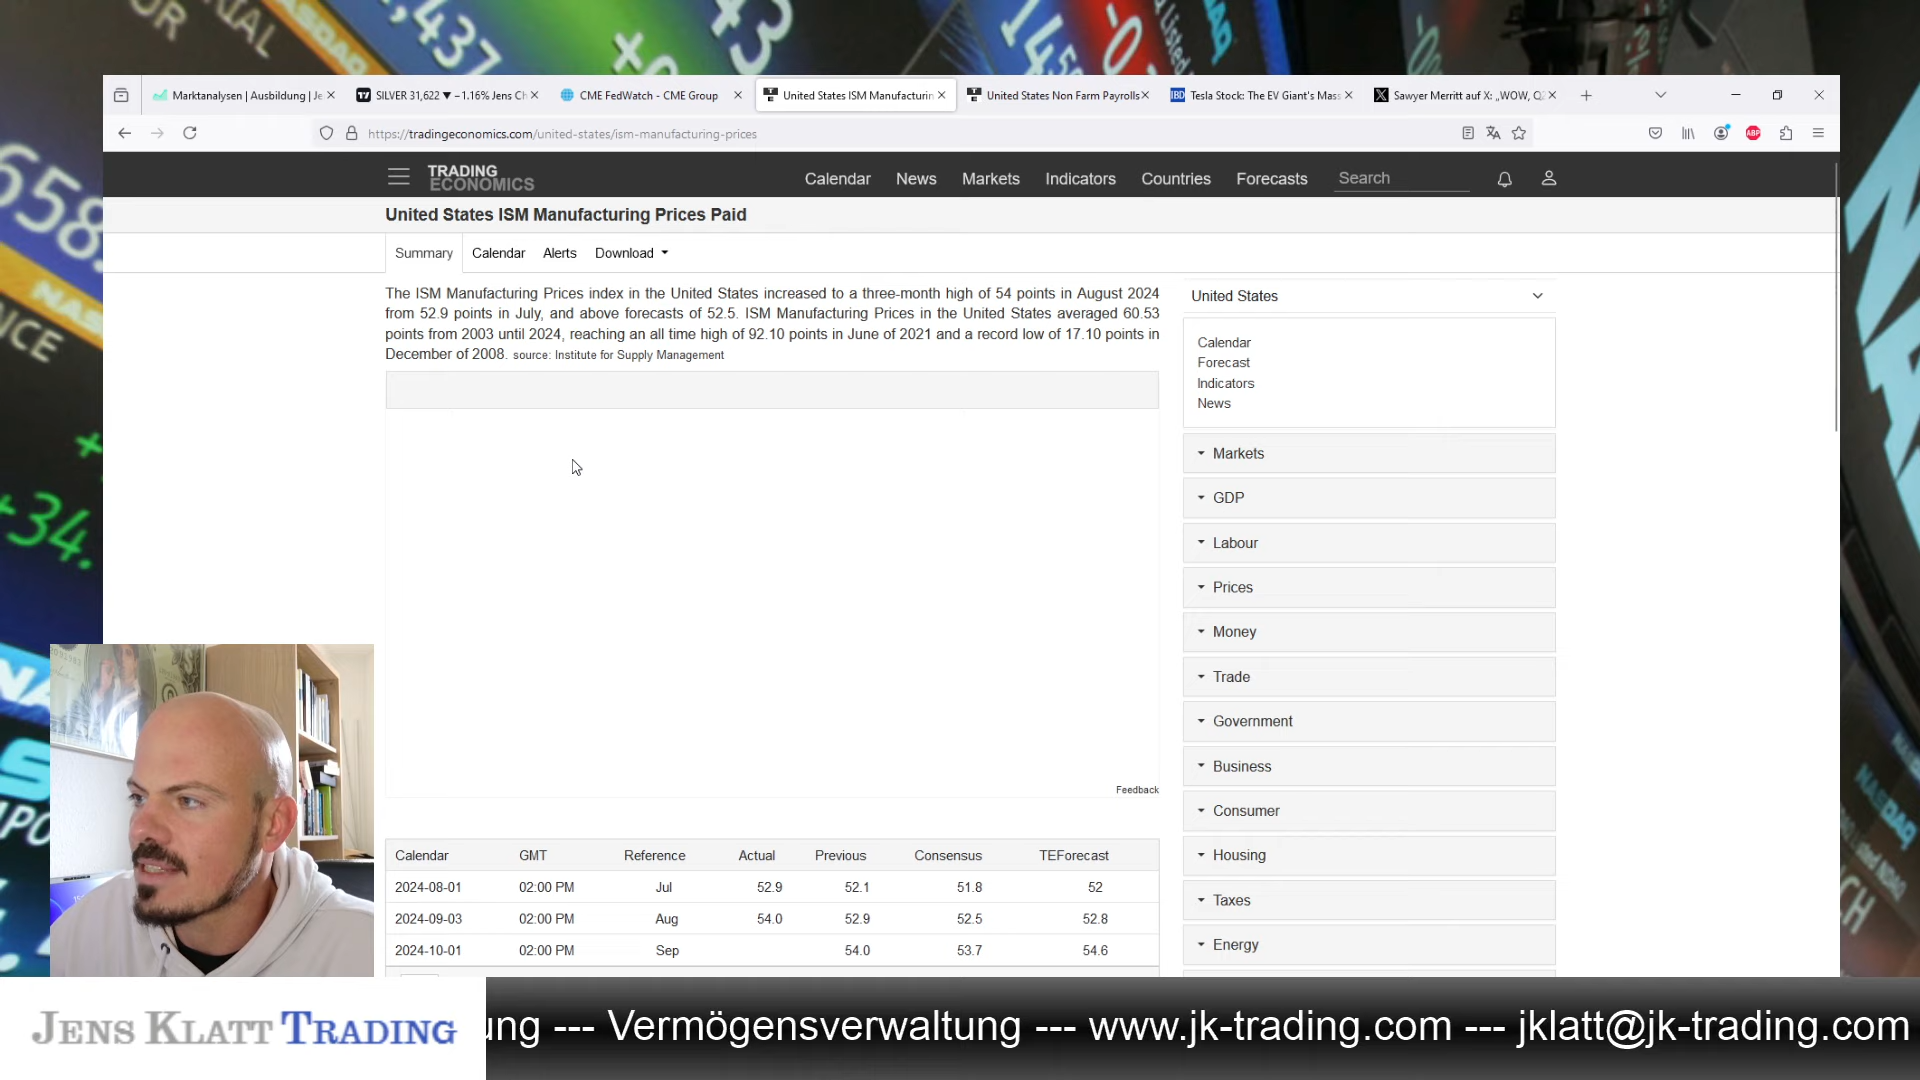 Marktanalysen | Ausbildung | Je
SILVER 31,622 ▼ −1.16% Jens Ch
CME FedWatch - CME Group
United States ISM Manufacturin
United States Non Farm Payrolls
Tesla Stock: The EV Giant's Mass
Sawyer Merritt auf X: „WOW, Q
https://tradingeconomics.com/united-states/ism-manufacturing-prices
TRADING
ECONOMICS
Calendar
News
Markets
Indicators
Countries
Forecasts
Search
United States ISM Manufacturing Prices Paid
Summary
Calendar
Alerts
Download
The ISM Manufacturing Prices index in the United States increased to a three-month high of 54 points in August 2024
from 52.9 points in July, and above forecasts of 52.5. ISM Manufacturing Prices in the United States averaged 60.53
points from 2003 until 2024, reaching an all time high of 92.10 points in June of 2021 and a record low of 17.10 points in
December of 2008. source: Institute for Supply Management
Feedback
Calendar GMT Reference Actual Previous Consensus TEForecast
2024-08-01 02:00 PM Jul 52.9 52.1 51.8 52
2024-09-03 02:00 PM Aug 54.0 52.9 52.5 52.8
2024-10-01 02:00 PM Sep 54.0 53.7 54.6
United States
Calendar
Forecast
Indicators
News
Markets
GDP
Labour
Prices
Money
Trade
Government
Business
Consumer
Housing
Taxes
Energy
JENS KLATT TRADING
ung --- Vermögensverwaltung --- www.jk-trading.com --- jklatt@jk-trading.com